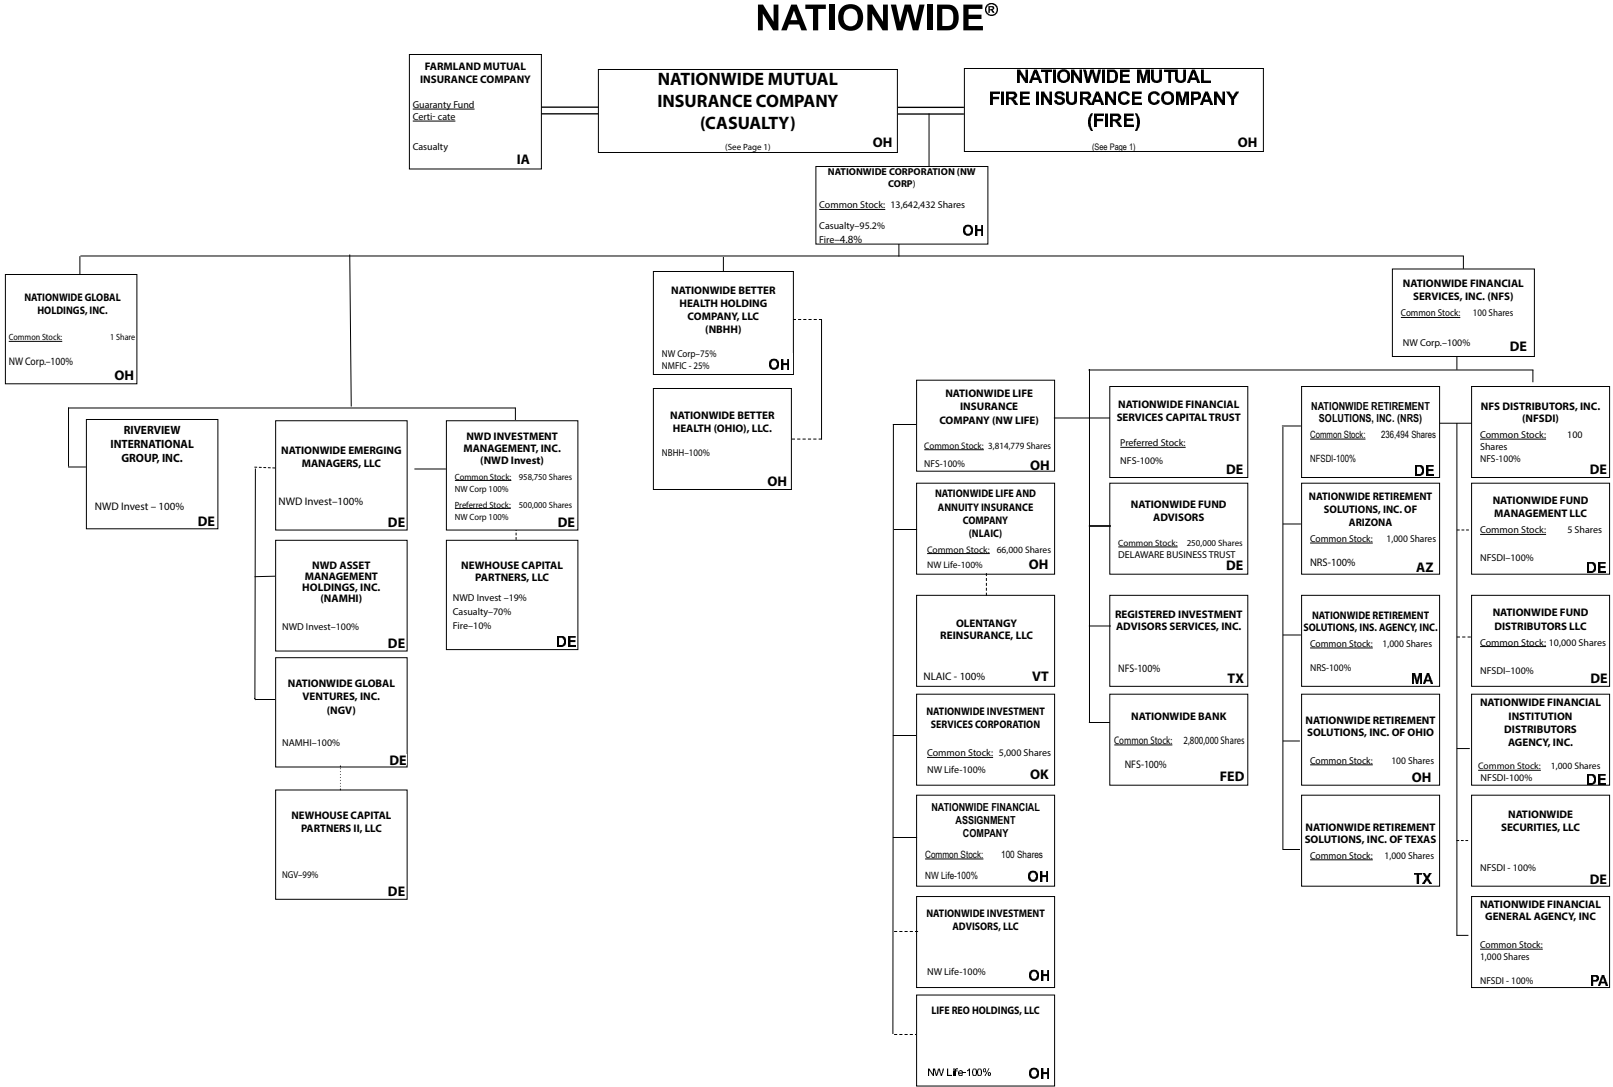 NATIONWIDE®
FARMLAND MUTUAL
INSURANCE COMPANY
Guaranty Fund
Certi- cate
Casualty
IA
NATIONWIDE MUTUAL
INSURANCE COMPANY
(CASUALTY)
(See Page 1)
OH
NATIONWIDE MUTUAL
FIRE INSURANCE COMPANY
(FIRE)
(See Page 1)
OH
NATIONWIDE CORPORATION (NW
CORP)
Common Stock: 13,642,432 Shares
Casualty–95.2%
Fire–4.8%
OH
NATIONWIDE GLOBAL
HOLDINGS, INC.
Common Stock: 1 Share
NW Corp.–100%
OH
NATIONWIDE BETTER
HEALTH HOLDING
COMPANY, LLC
(NBHH)
NW Corp–75%
NMFIC - 25%
OH
NATIONWIDE BETTER
HEALTH (OHIO), LLC.
NBHH–100%
OH
NATIONWIDE FINANCIAL
SERVICES, INC. (NFS)
Common Stock: 100 Shares
NW Corp.–100%
DE
RIVERVIEW
INTERNATIONAL
GROUP, INC.
NWD Invest – 100%
DE
NATIONWIDE EMERGING
MANAGERS, LLC
NWD Invest–100%
DE
NWD INVESTMENT
MANAGEMENT, INC.
(NWD Invest)
Common Stock: 958,750 Shares
NW Corp 100%
Preferred Stock: 500,000 Shares
NW Corp 100%
DE
NWD ASSET
MANAGEMENT
HOLDINGS, INC.
(NAMHI)
NWD Invest–100%
DE
NEWHOUSE CAPITAL
PARTNERS, LLC
NWD Invest –19%
Casualty–70%
Fire–10%
DE
NATIONWIDE GLOBAL
VENTURES, INC.
(NGV)
NAMHI–100%
DE
NEWHOUSE CAPITAL
PARTNERS II, LLC
NGV–99%
DE
NATIONWIDE LIFE
INSURANCE
COMPANY (NW LIFE)
Common Stock: 3,814,779 Shares
NFS-100%
OH
NATIONWIDE LIFE AND
ANNUITY INSURANCE
COMPANY
(NLAIC)
Common Stock: 66,000 Shares
NW Life-100%
OH
OLENTANGY
REINSURANCE, LLC
NLAIC - 100%
VT
NATIONWIDE INVESTMENT
SERVICES CORPORATION
Common Stock: 5,000 Shares
NW Life-100%
OK
NATIONWIDE FINANCIAL
ASSIGNMENT
COMPANY
Common Stock: 100 Shares
NW Life-100%
OH
NATIONWIDE INVESTMENT
ADVISORS, LLC
NW Life-100%
OH
LIFE REO HOLDINGS, LLC
NW Life-100%
OH
NATIONWIDE FINANCIAL
SERVICES CAPITAL TRUST
Preferred Stock:
NFS-100%
DE
NATIONWIDE FUND
ADVISORS
Common Stock: 250,000 Shares
DELAWARE BUSINESS TRUST
DE
REGISTERED INVESTMENT
ADVISORS SERVICES, INC.
NFS-100%
TX
NATIONWIDE BANK
Common Stock: 2,800,000 Shares
NFS-100%
FED
NATIONWIDE RETIREMENT
SOLUTIONS, INC. (NRS)
Common Stock: 236,494 Shares
NFSDI-100%
DE
NATIONWIDE RETIREMENT
SOLUTIONS, INC. OF
ARIZONA
Common Stock: 1,000 Shares
NRS-100%
AZ
NATIONWIDE RETIREMENT
SOLUTIONS, INS. AGENCY, INC.
Common Stock: 1,000 Shares
NRS-100%
MA
NATIONWIDE RETIREMENT
SOLUTIONS, INC. OF OHIO
Common Stock: 100 Shares
OH
NATIONWIDE RETIREMENT
SOLUTIONS, INC. OF TEXAS
Common Stock: 1,000 Shares
TX
NFS DISTRIBUTORS, INC.
(NFSDI)
Common Stock: 100
Shares
NFS-100%
DE
NATIONWIDE FUND
MANAGEMENT LLC
Common Stock: 5 Shares
NFSDI–100%
DE
NATIONWIDE FUND
DISTRIBUTORS LLC
Common Stock: 10,000 Shares
NFSDI–100%
DE
NATIONWIDE FINANCIAL
INSTITUTION
DISTRIBUTORS
AGENCY, INC.
Common Stock: 1,000 Shares
NFSDI-100%
DE
NATIONWIDE
SECURITIES, LLC
NFSDI - 100%
DE
NATIONWIDE FINANCIAL
GENERAL AGENCY, INC
Common Stock:
1,000 Shares
NFSDI - 100%
PA